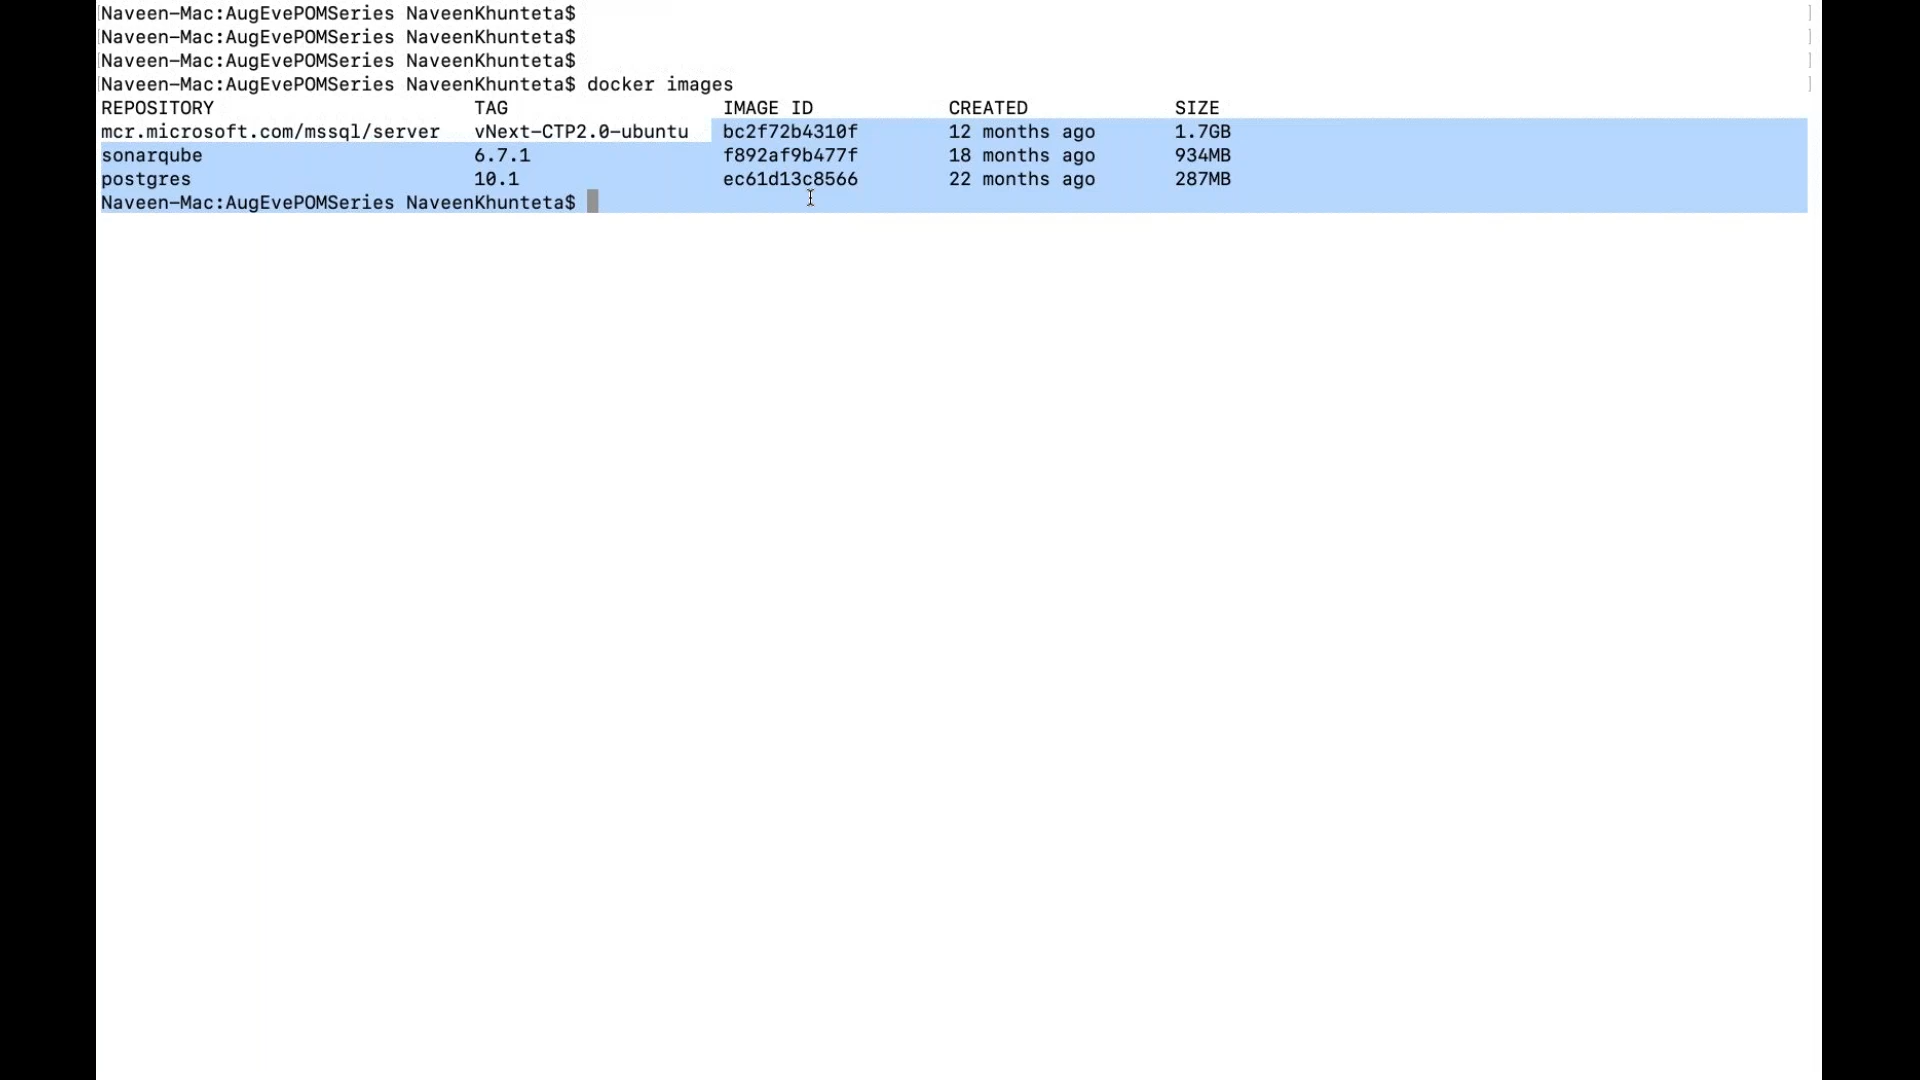 Naveen-Mac:AugEvePOMSeries NaveenKhunteta$
Naveen-Mac:AugEvePOMSeries NaveenKhunteta$
Naveen-Mac:AugEvePOMSeries NaveenKhunteta$
Naveen-Mac:AugEvePOMSeries NaveenKhunteta$ docker images
REPOSITORY TAG IMAGE ID CREATED SIZE
mcr.microsoft.com/mssql/server vNext-CTP2.0-ubuntu bc2f72b4310f 12 months ago 1.7GB
sonarqube 6.7.1 f892af9b477f 18 months ago 934MB
postgres 10.1 ec61d13c8566 22 months ago 287MB
Naveen-Mac:AugEvePOMSeries NaveenKhunteta$